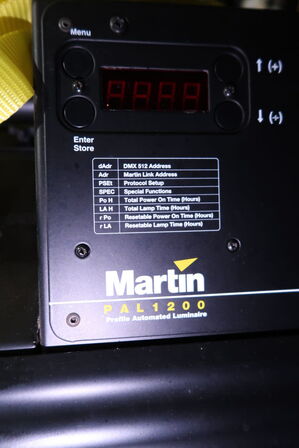 Menu
↑ (+)
↓ (÷)
Enter
Store
dAdr DMX 512 Address
Adr Martin Link Address
PSEt Protocol Setup
SPEC Special Functions
Po H Total Power On Time (Hours)
LA H Total Lamp Time (Hours)
r Po Resetable Power On Time (Hours)
r LA Resetable Lamp Time (Hours)
Martin
PAL1200
Profile Automated Luminaire